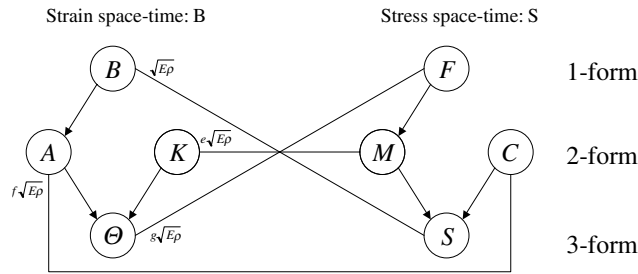 Strain space-time: B Stress space-time: S
B √Eρ F 1-form
A K e√Eρ M C 2-form
f√Eρ
Θ g√Eρ S 3-form